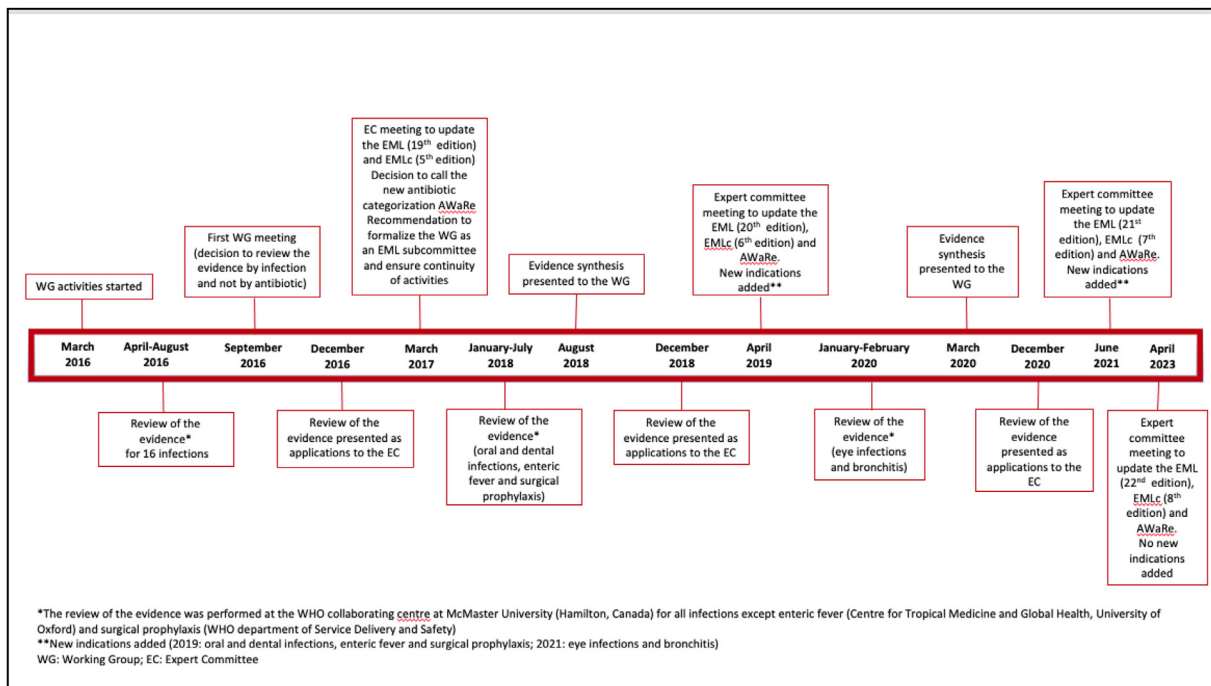 EC meeting to update
the EML (19th edition)
and EMLc (5th edition)
Decision to call the
new antibiotic
categorization AWaRe
Recommendation to
formalize the WG as
an EML subcommittee
and ensure continuity
of activities
Expert committee
meeting to update the
EML (20th edition),
EMLc (6th edition) and
AWaRe.
New indications
added**
Expert committee
meeting to update
the EML (21st
edition), EMLc (7th
edition) and AWaRe.
New indications
added**
First WG meeting
(decision to review the
evidence by infection
and not by antibiotic)
Evidence
synthesis
presented to the
WG
Evidence synthesis
presented to the WG
WG activities started
March
2016
April-August
2016
September
2016
December
2016
March
2017
January-July
2018
August
2018
December
2018
April
2019
January-February
2020
March
2020
December
2020
June
2021
April
2023
Review of the
evidence*
for 16 infections
Review of the
evidence presented as
applications to the EC
Review of the
evidence*
(oral and dental
infections, enteric
fever and surgical
prophylaxis)
Review of the
evidence presented as
applications to the EC
Review of the
evidence*
(eye infections
and bronchitis)
Review of the
evidence
presented as
applications to the
EC
Expert
committee
meeting to
update the EML
(22nd edition),
EMLc (8th
edition) and
AWaRe.
No new
indications
added
*The review of the evidence was performed at the WHO collaborating centre at McMaster University (Hamilton, Canada) for all infections except enteric fever (Centre for Tropical Medicine and Global Health, University of
Oxford) and surgical prophylaxis (WHO department of Service Delivery and Safety)
**New indications added (2019: oral and dental infections, enteric fever and surgical prophylaxis; 2021: eye infections and bronchitis)
WG: Working Group; EC: Expert Committee